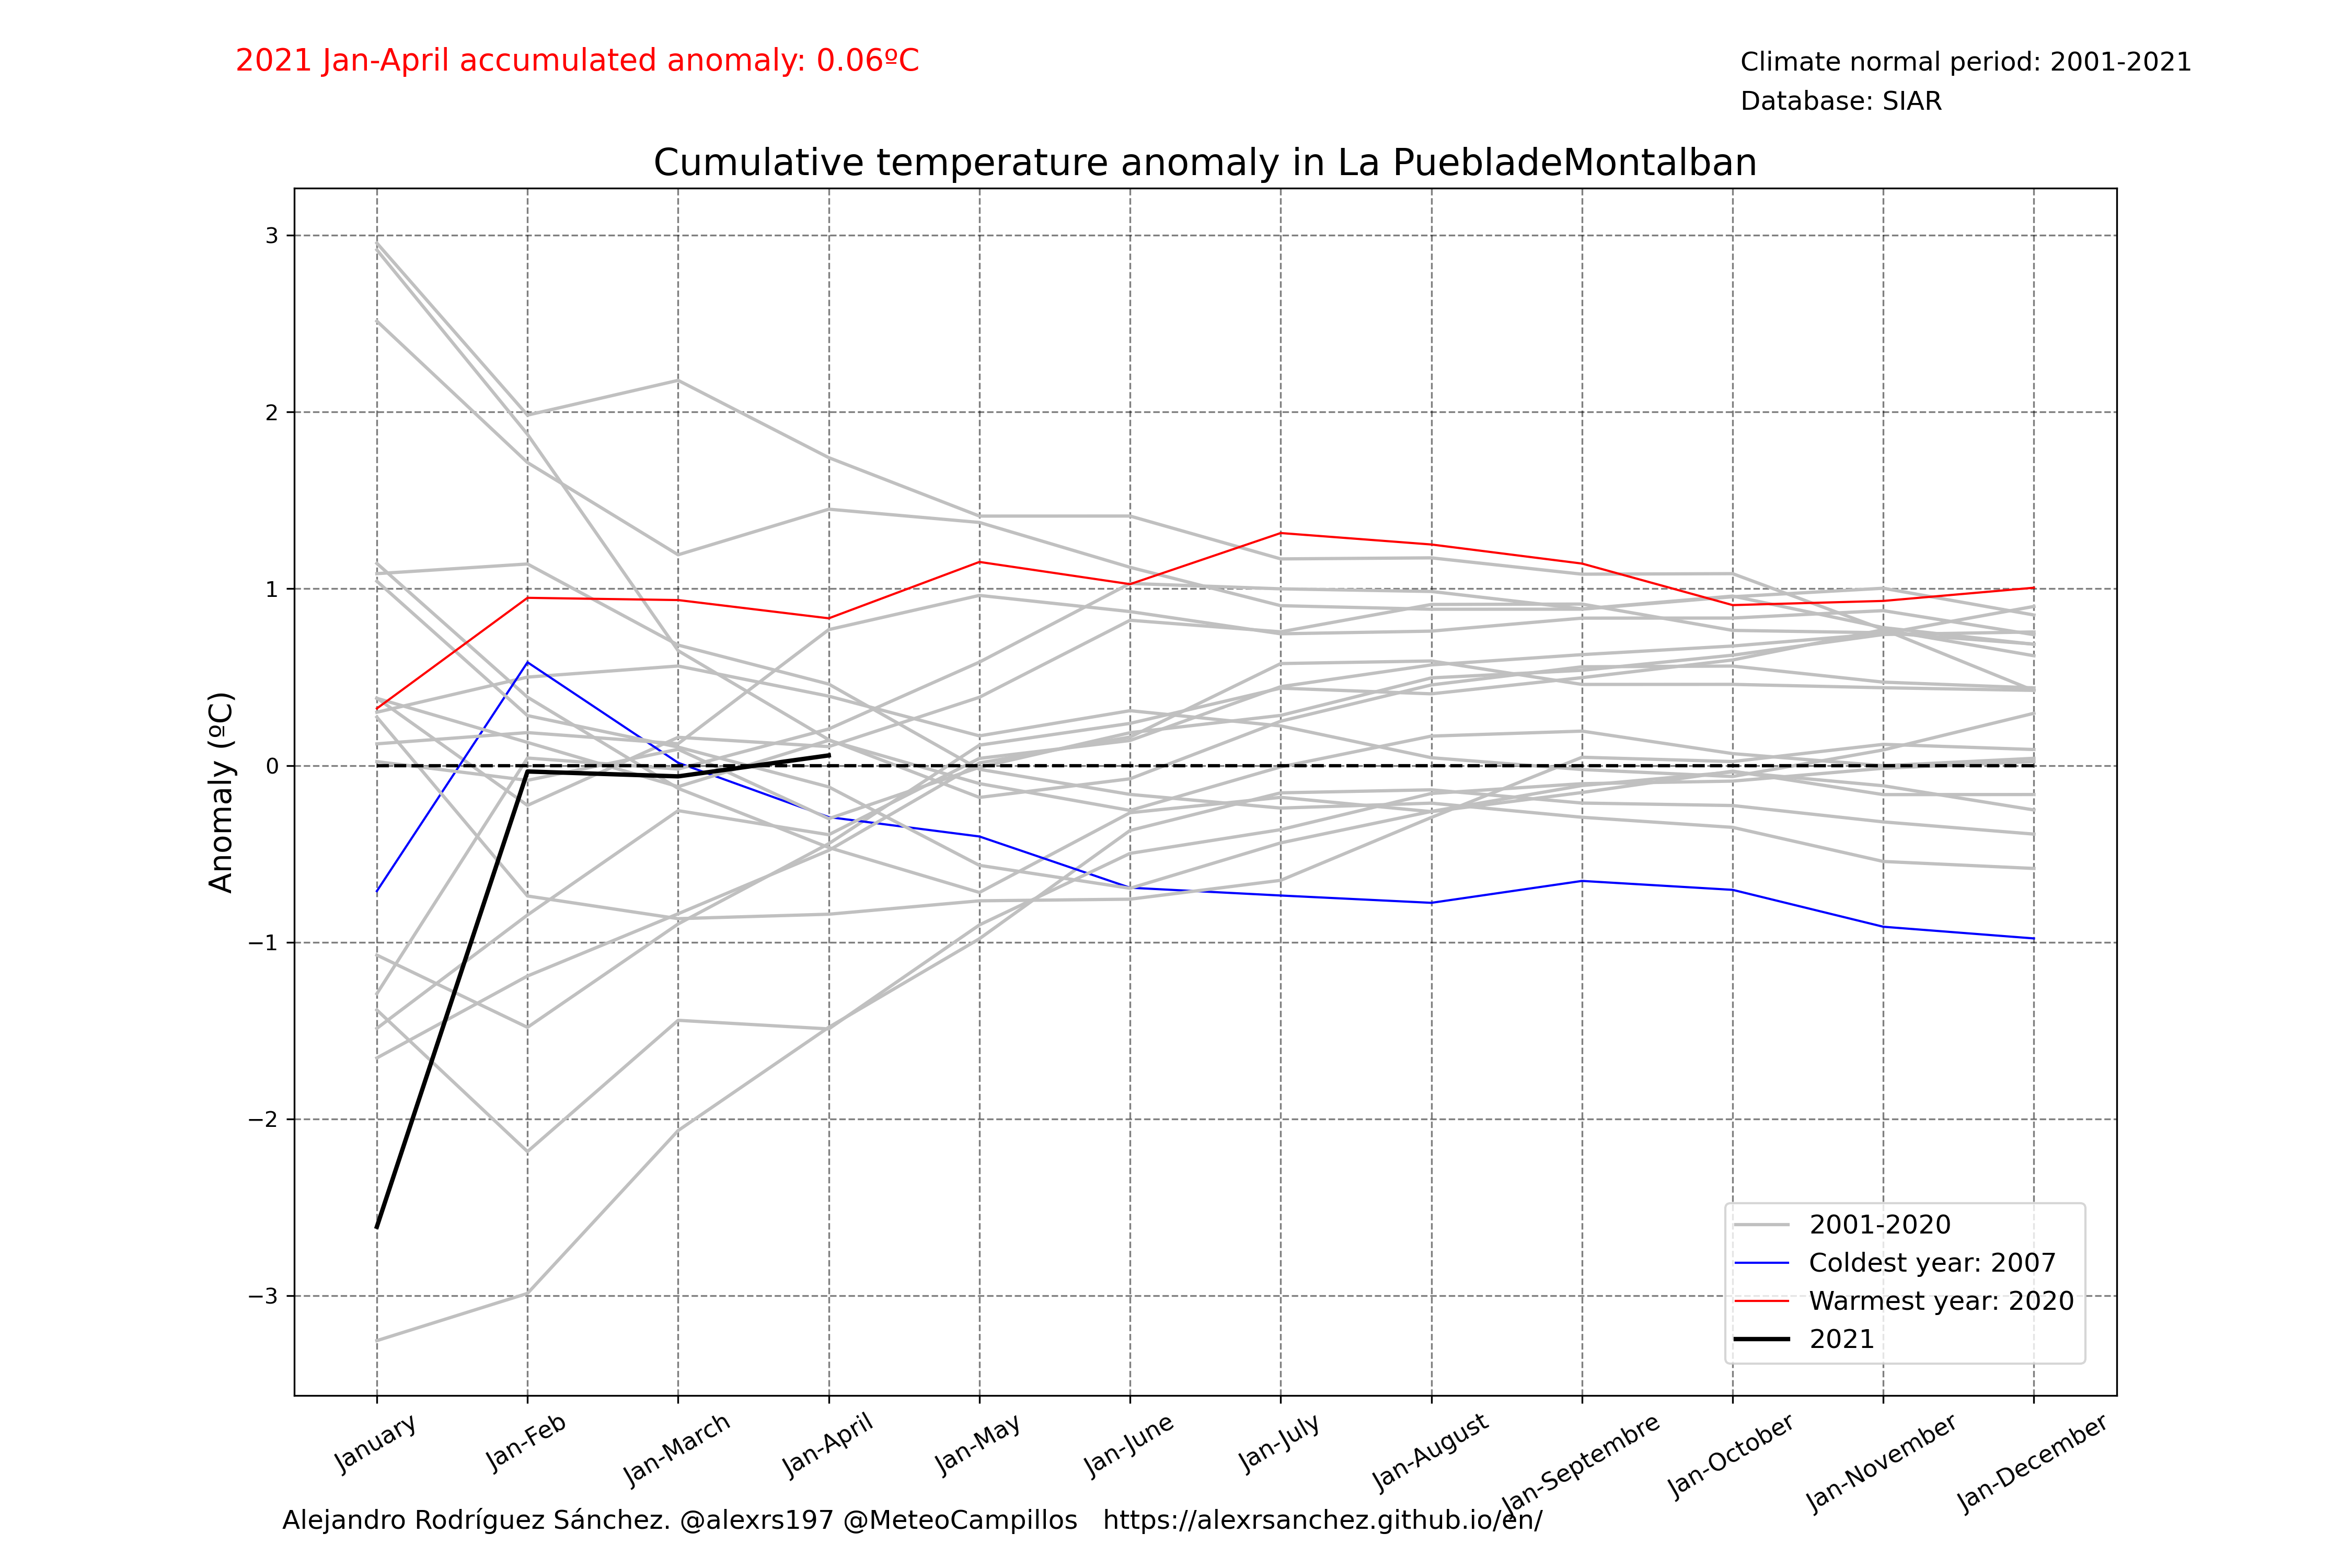 2021 Jan-April accumulated anomaly: 0.06ºC
Climate normal period: 2001-2021
Database: SIAR
Cumulative temperature anomaly in La PuebladeMontalban
Anomaly (ºC)
3
2
1
0
−1
−2
−3
2001-2020
Coldest year: 2007
Warmest year: 2020
2021
January
Jan-Feb
Jan-March
Jan-April
Jan-May
Jan-June
Jan-July
Jan-August
Jan-Septembre
Jan-October
Jan-November
Jan-December
Alejandro Rodríguez Sánchez. @alexrs197 @MeteoCampillos https://alexrsanchez.github.io/en/